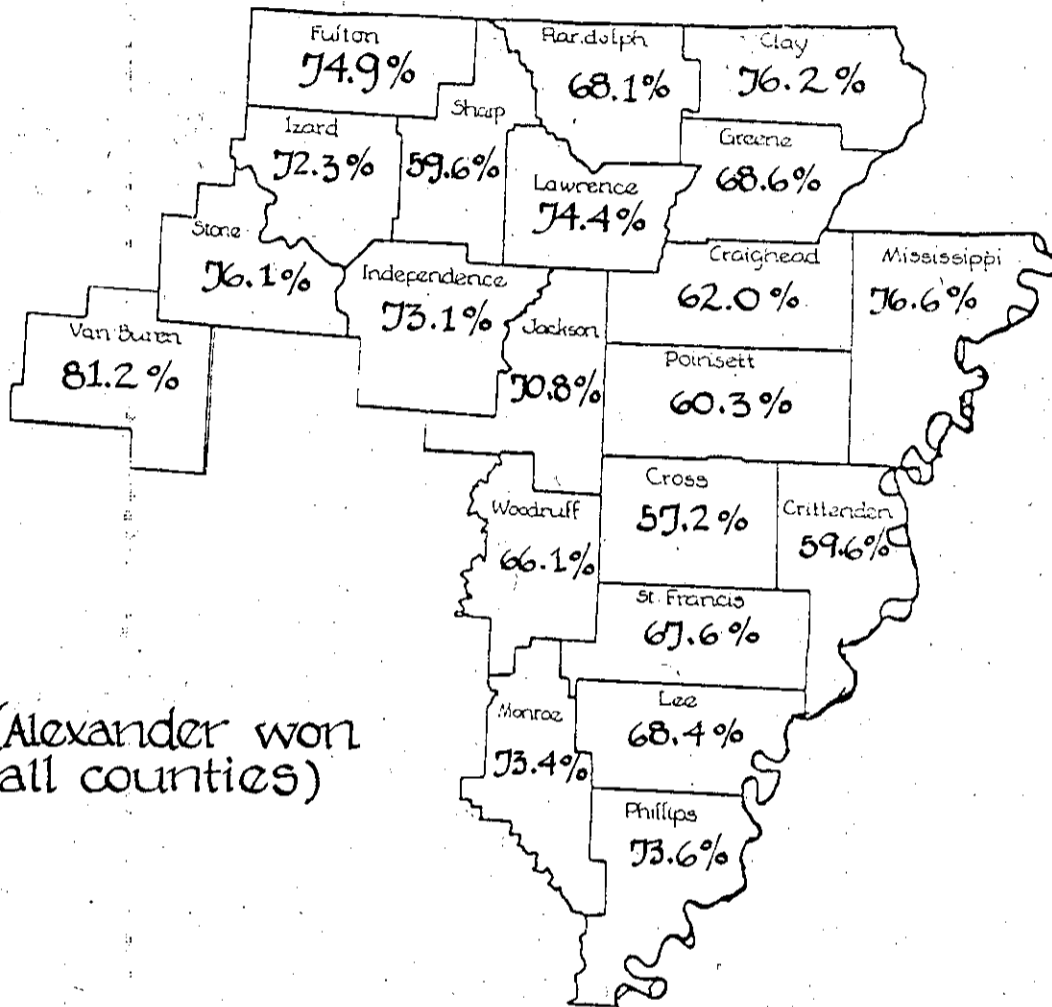 Fulton
74.9%
Randolph
68.1%
Clay
76.2%
Sharp
59.6%
Izard
72.3%
Greene
68.6%
Lawrence
74.4%
Stone
76.1%
Independence
73.1%
Craighead
62.0%
Mississippi
76.6%
Jackson
70.8%
Van Buren
81.2%
Poinsett
60.3%
Cross
57.2%
Crittenden
59.6%
Woodruff
66.1%
St. Francis
67.6%
Monroe
73.4%
Lee
68.4%
(Alexander won
all counties)
Phillips
73.6%